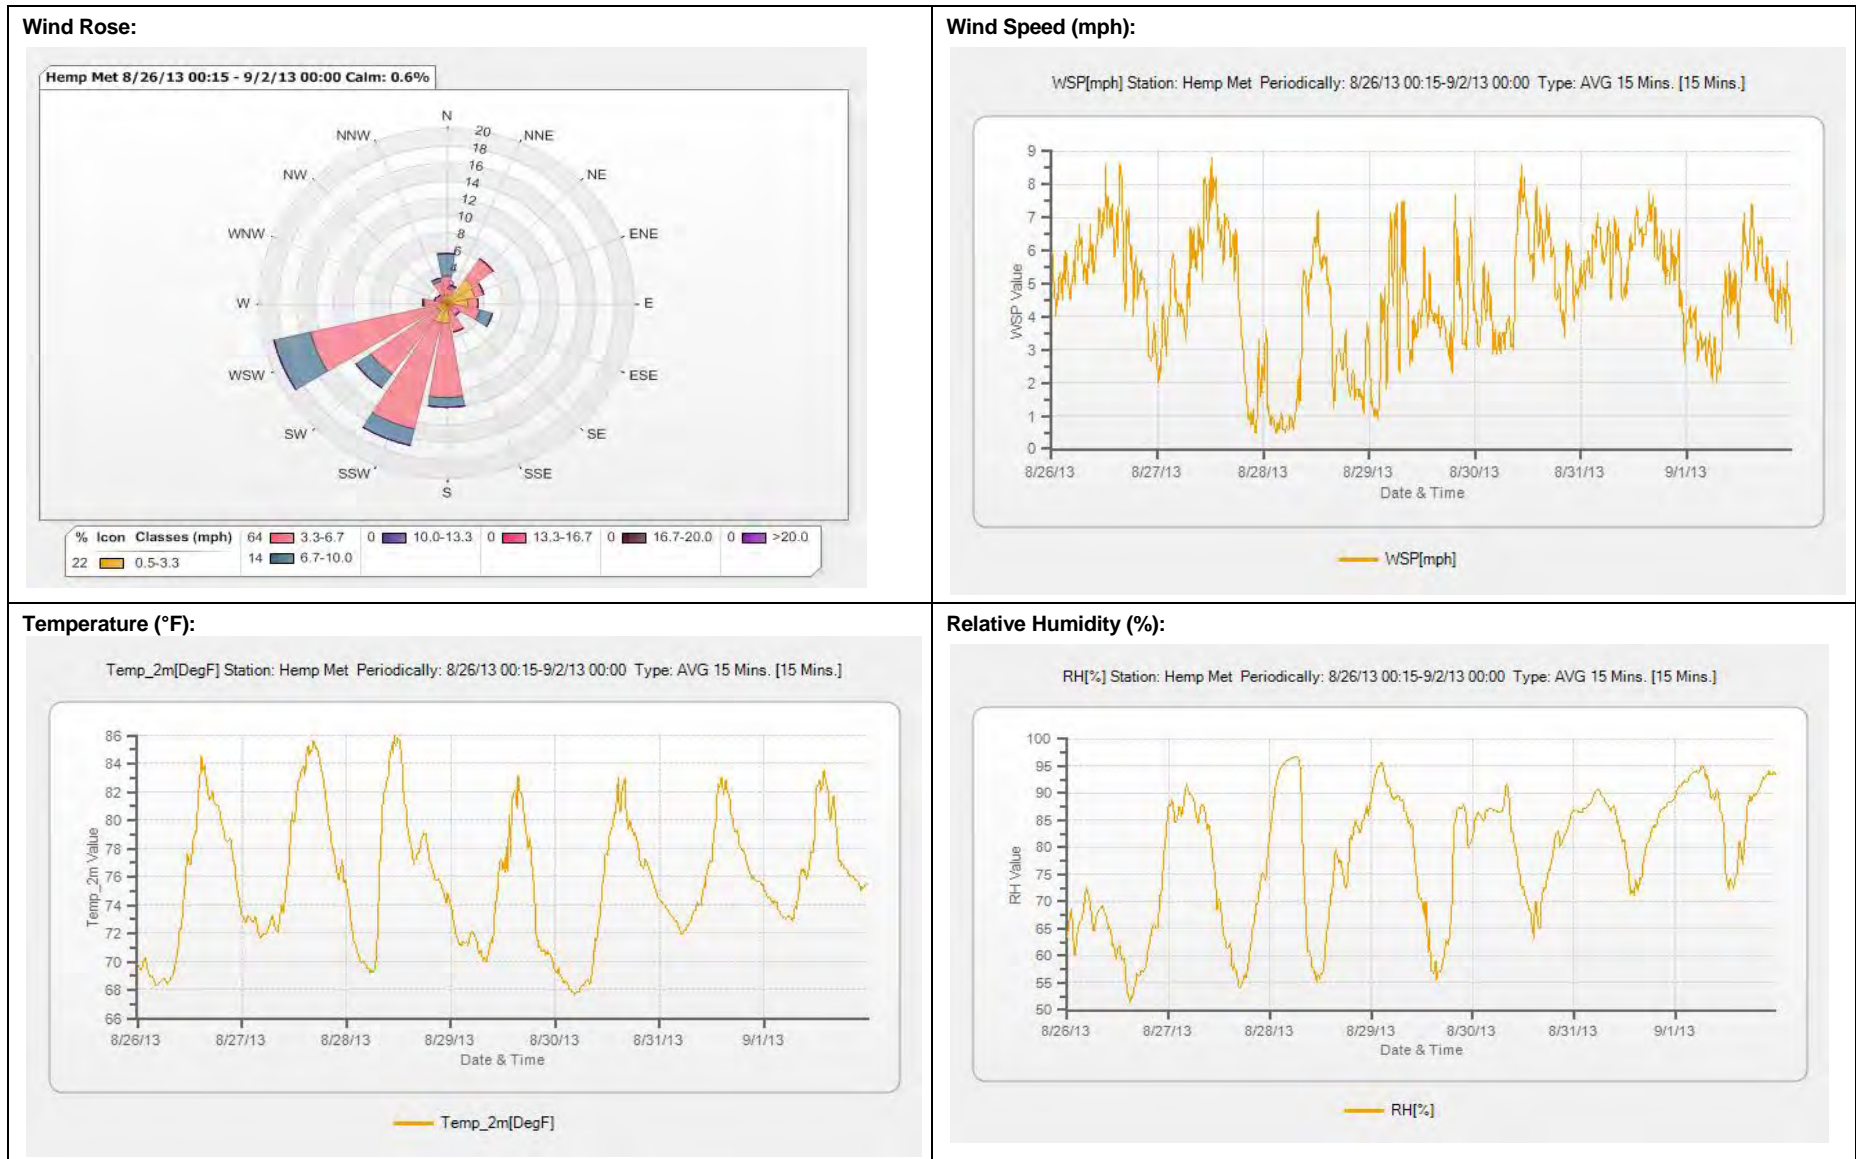 Wind Rose:
Hemp Met 8/26/13 00:15 - 9/2/13 00:00 Calm: 0.6%
N
NNE
NE
ENE
E
ESE
SE
SSE
S
SSW
SW
WSW
W
WNW
NW
NNW
20
18
16
14
12
10
8
6
4
% Icon Classes (mph)
22 0.5-3.3
64 3.3-6.7
14 6.7-10.0
0 10.0-13.3
0 13.3-16.7
0 16.7-20.0
0 >20.0
Wind Speed (mph):
WSP[mph] Station: Hemp Met Periodically: 8/26/13 00:15-9/2/13 00:00 Type: AVG 15 Mins. [15 Mins.]
WSP Value
9
8
7
6
5
4
3
2
1
0
8/26/13 8/27/13 8/28/13 8/29/13 8/30/13 8/31/13 9/1/13
Date & Time
WSP[mph]
Temperature (°F):
Temp_2m[DegF] Station: Hemp Met Periodically: 8/26/13 00:15-9/2/13 00:00 Type: AVG 15 Mins. [15 Mins.]
Temp_2m Value
86
84
82
80
78
76
74
72
70
68
66
8/26/13 8/27/13 8/28/13 8/29/13 8/30/13 8/31/13 9/1/13
Date & Time
Temp_2m[DegF]
Relative Humidity (%):
RH[%] Station: Hemp Met Periodically: 8/26/13 00:15-9/2/13 00:00 Type: AVG 15 Mins. [15 Mins.]
RH Value
100
95
90
85
80
75
70
65
60
55
50
8/26/13 8/27/13 8/28/13 8/29/13 8/30/13 8/31/13 9/1/13
Date & Time
RH[%]